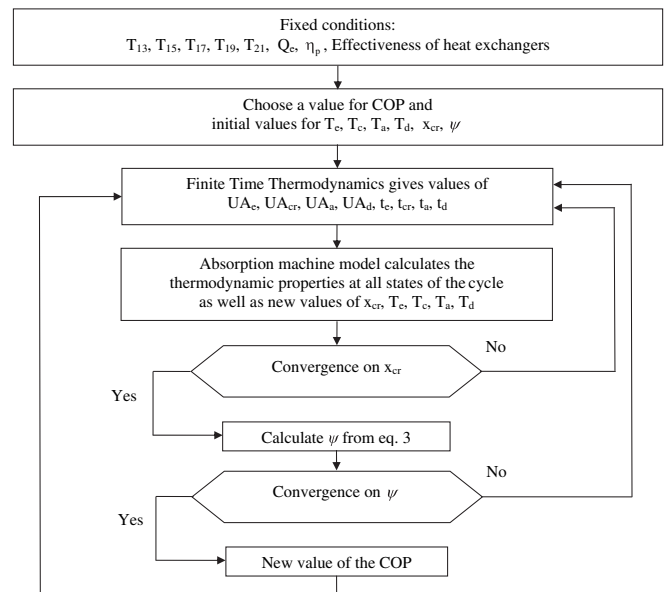 Fixed conditions:
T13, T15, T17, T19, T21, Qe, ηp, Effectiveness of heat exchangers
Choose a value for COP and
initial values for Te, Tc, Ta, Td, xcr, ψ
Finite Time Thermodynamics gives values of
UAe, UAcr, UAa, UAd, te, tcr, ta, td
Absorption machine model calculates the
thermodynamic properties at all states of the cycle
as well as new values of xcr, Te, Tc, Ta, Td
No
Convergence on xcr
Yes
Calculate ψ from eq. 3
No
Convergence on ψ
Yes
New value of the COP